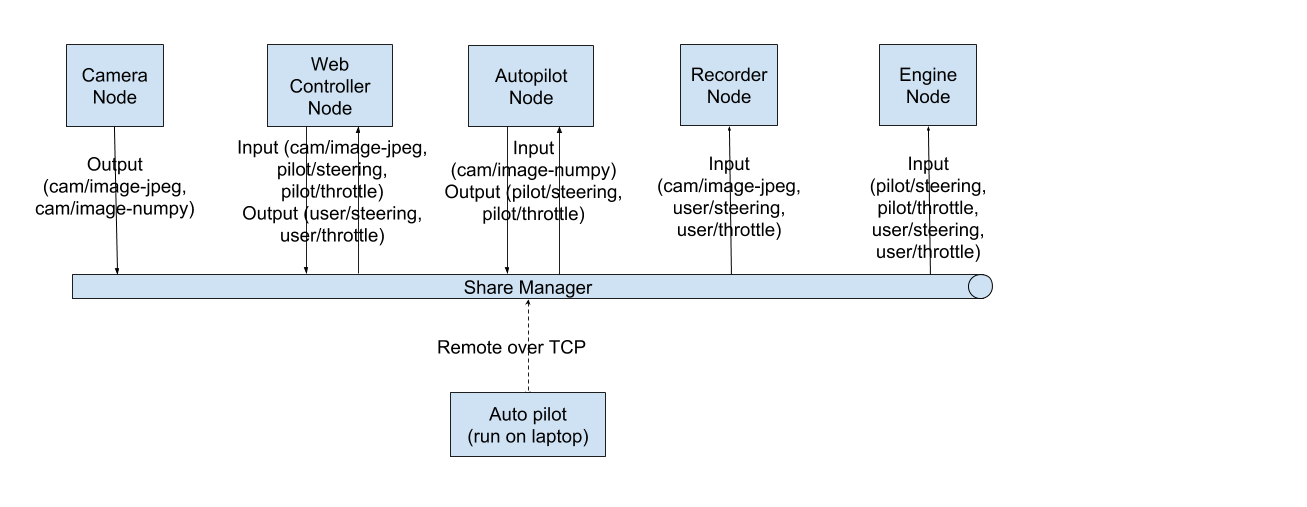 Camera
Node
Web
Controller
Node
Autopilot
Node
Recorder
Node
Engine
Node
Output
(cam/image-jpeg,
cam/image-numpy)
Input (cam/image-jpeg,
pilot/steering,
pilot/throttle)
Output (user/steering,
user/throttle)
Input
(cam/image-numpy)
Output (pilot/steering,
pilot/throttle)
Input
(cam/image-jpeg,
user/steering,
user/throttle)
Input
(pilot/steering,
pilot/throttle,
user/steering,
user/throttle)
Share Manager
Remote over TCP
Auto pilot
(run on laptop)